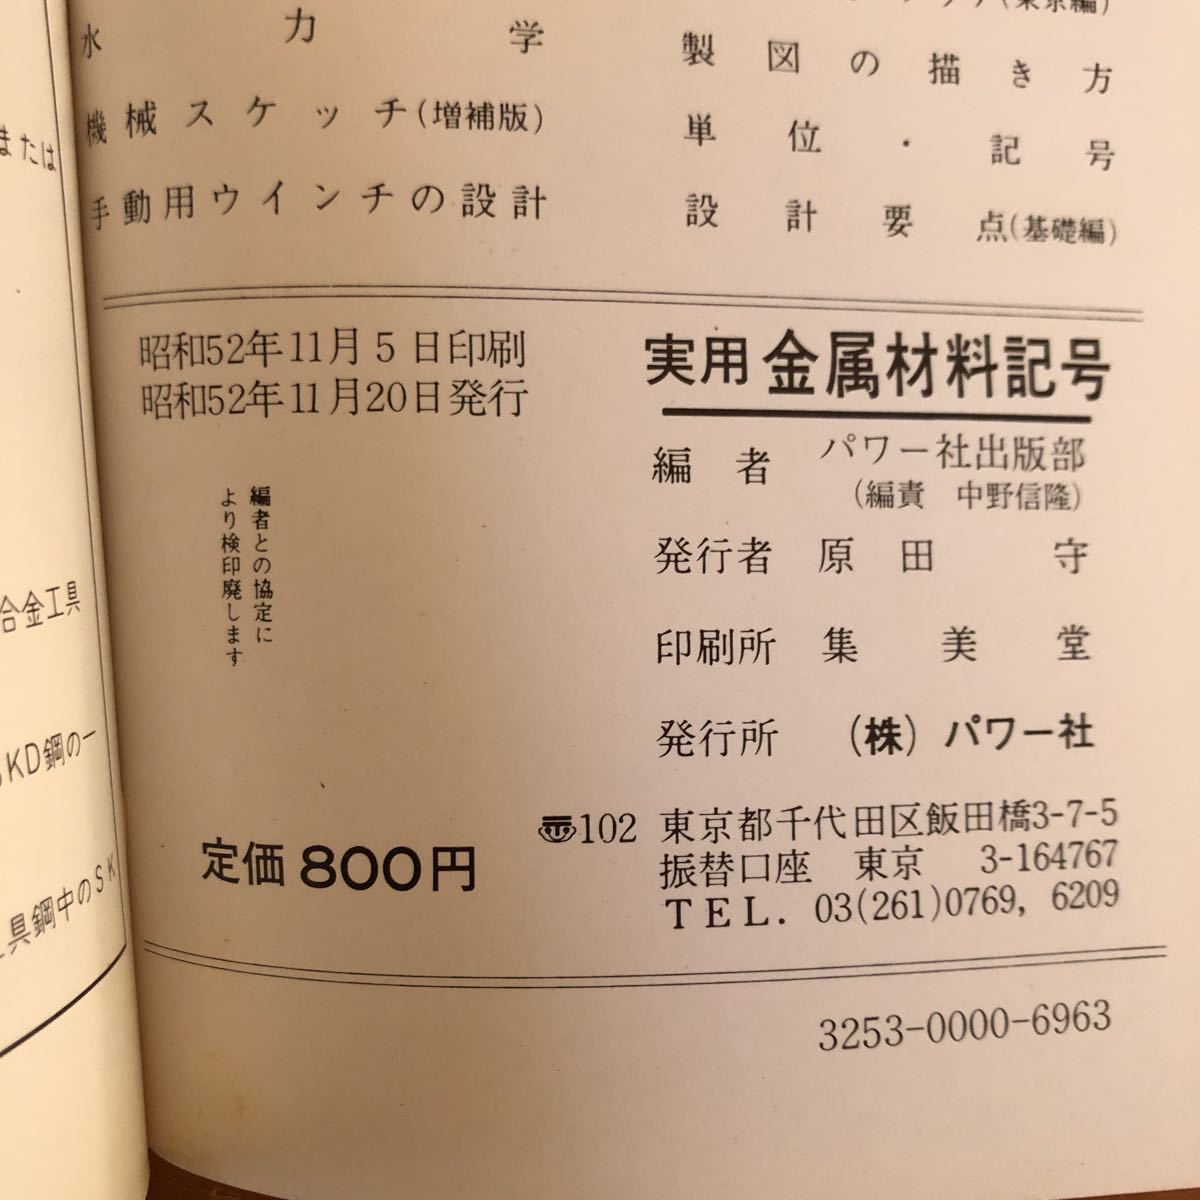 または
合金工具
SKD鋼の一
工具鋼中のSK
水力学
機械スケッチ(増補版)
手動用ウインチの設計
(東京編)
製図の描き方
単位・記号
設計要点(基礎編)
昭和52年11月5日印刷
昭和52年11月20日発行
編者との協定に
より検印廃します
定価 800円
実用 金属材料記号
編者 パワー社出版部
(編責 中野信隆)
発行者 原田守
印刷所 集美堂
発行所 (株)パワー社
〠102 東京都千代田区飯田橋3-7-5
振替口座 東京 3-164767
TEL. 03(261)0769, 6209
3253-0000-6963